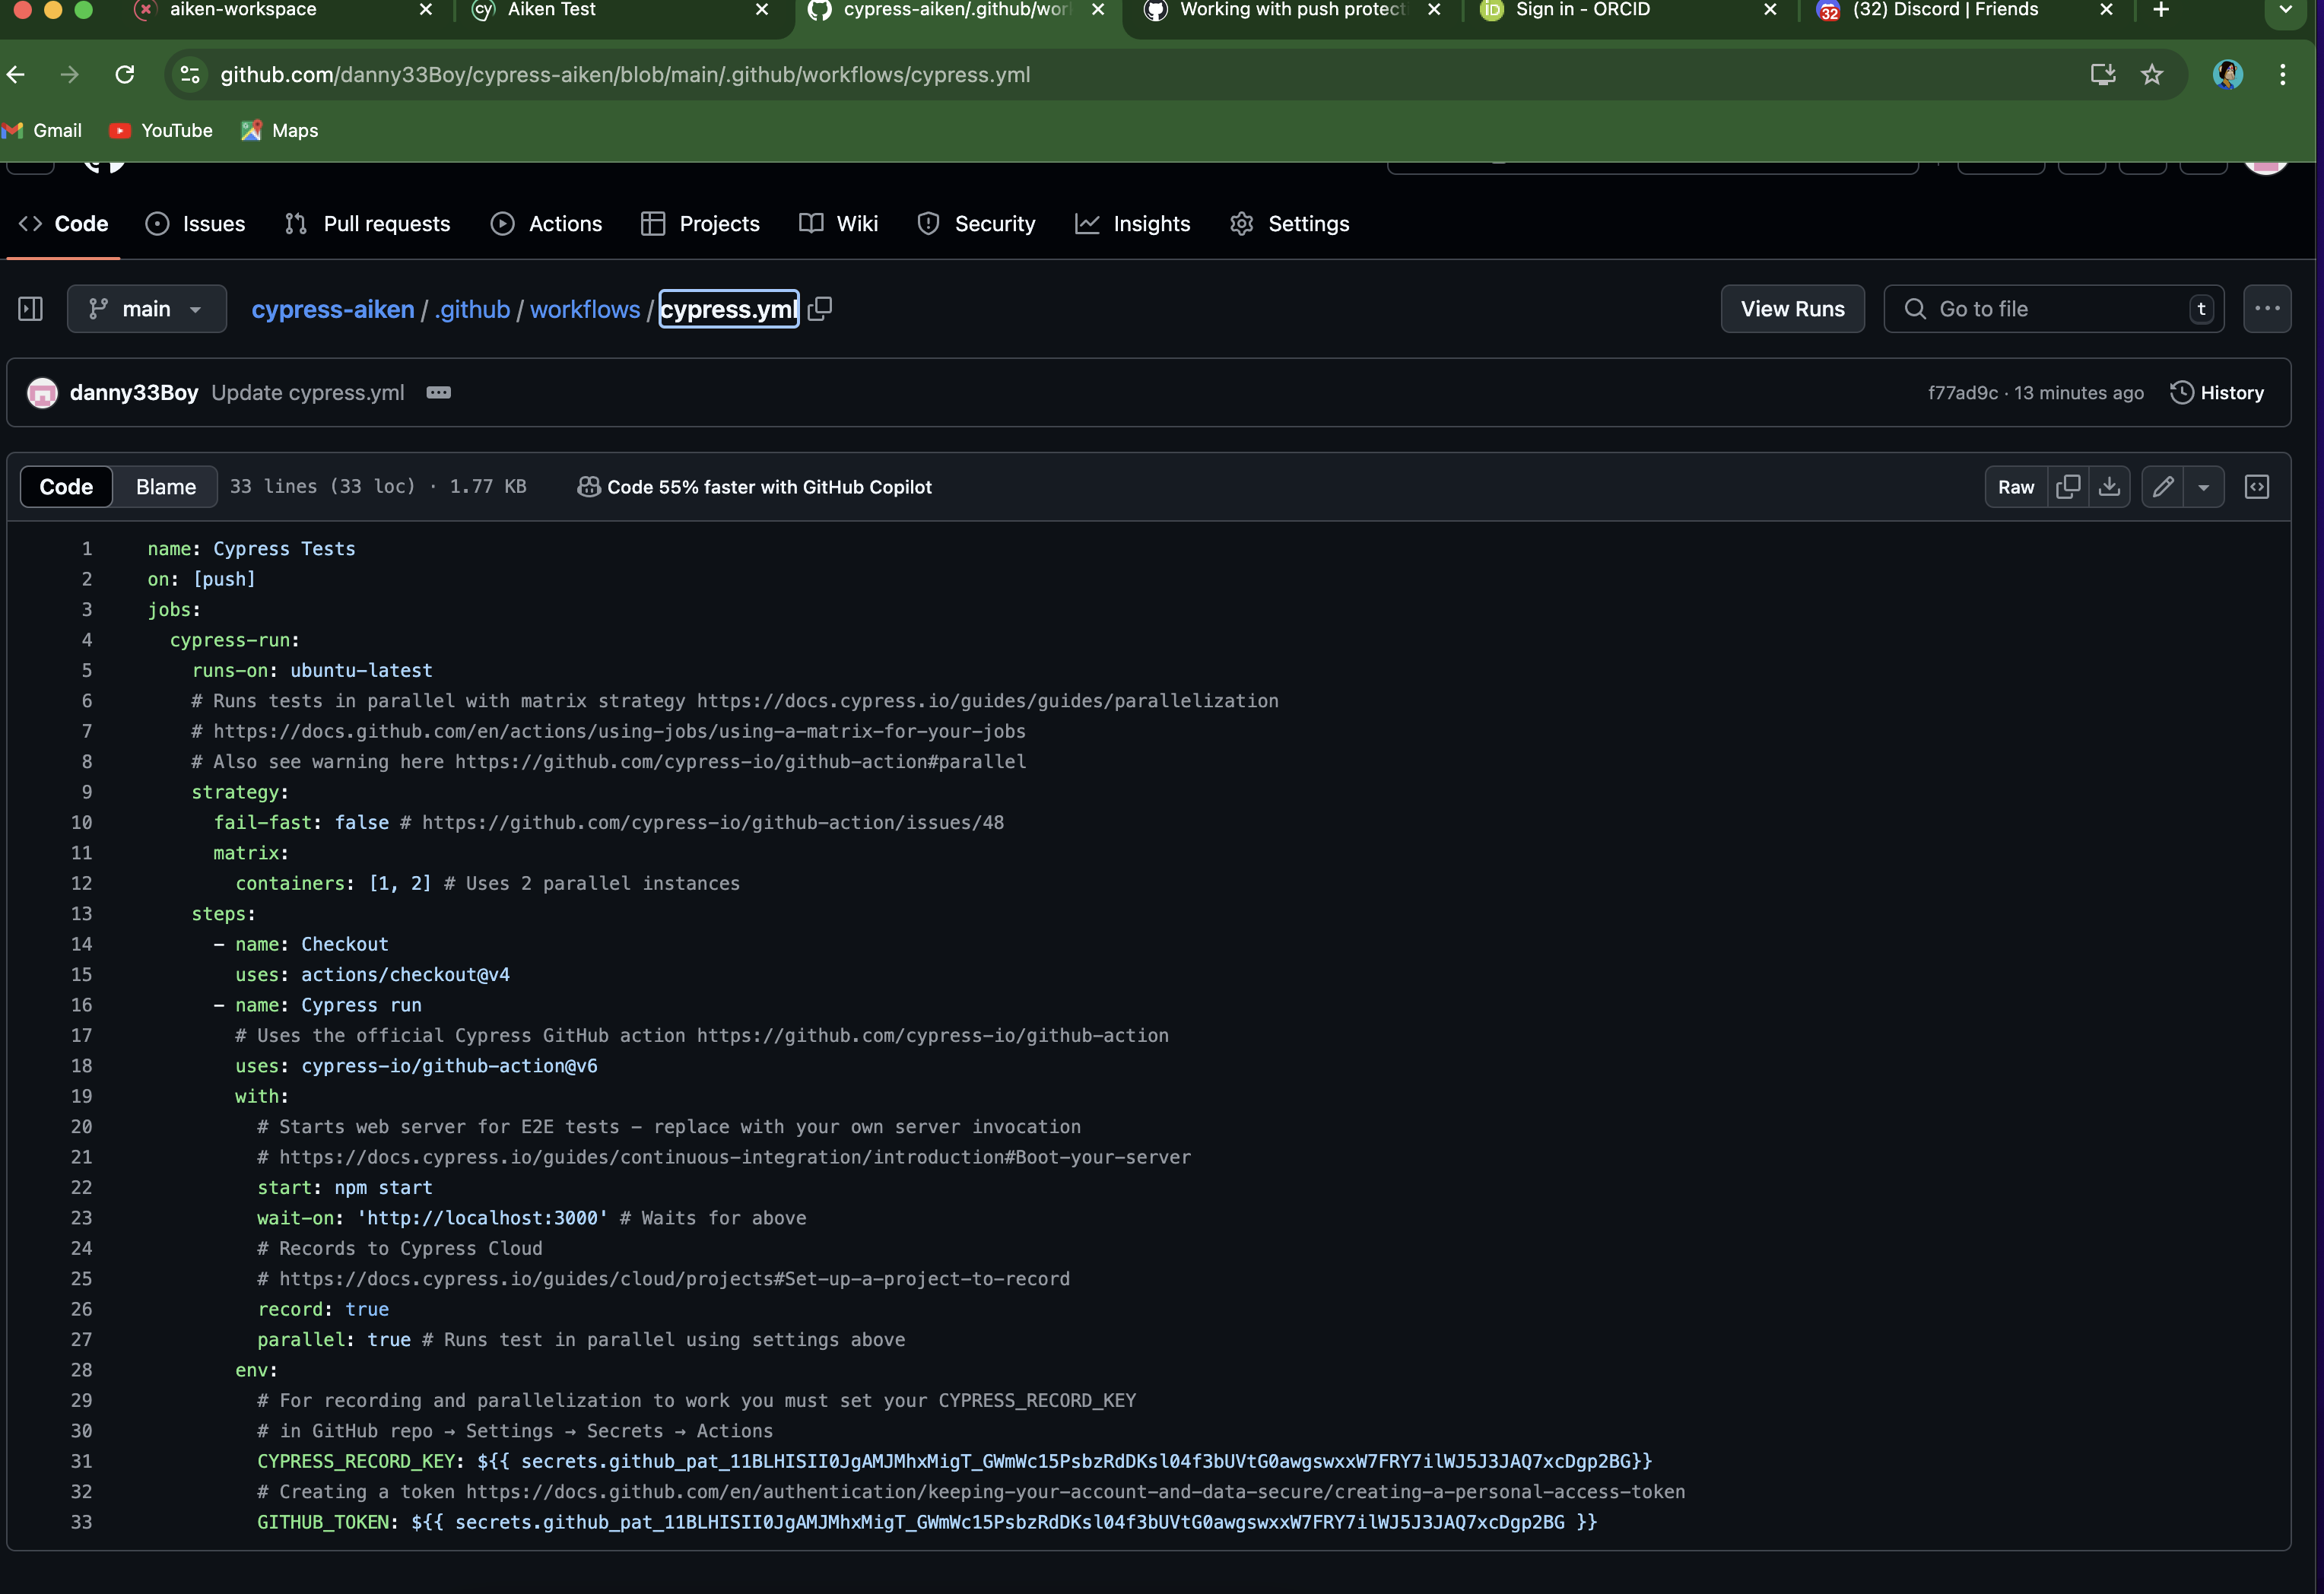 aiken-workspace
Aiken Test
cypress-aiken/.github/wor
Working with push protect
Sign in - ORCID
(32) Discord | Friends
github.com/danny33Boy/cypress-aiken/blob/main/.github/workflows/cypress.yml
Gmail YouTube Maps
Code Issues Pull requests Actions Projects Wiki Security Insights Settings
main cypress-aiken / .github / workflows / cypress.yml View Runs Go to file t
danny33Boy Update cypress.yml f77ad9c · 13 minutes ago History
Code Blame 33 lines (33 loc) · 1.77 KB Code 55% faster with GitHub Copilot Raw
1 name: Cypress Tests
2 on: [push]
3 jobs:
4 cypress-run:
5 runs-on: ubuntu-latest
6 # Runs tests in parallel with matrix strategy https://docs.cypress.io/guides/guides/parallelization
7 # https://docs.github.com/en/actions/using-jobs/using-a-matrix-for-your-jobs
8 # Also see warning here https://github.com/cypress-io/github-action#parallel
9 strategy:
10 fail-fast: false # https://github.com/cypress-io/github-action/issues/48
11 matrix:
12 containers: [1, 2] # Uses 2 parallel instances
13 steps:
14 - name: Checkout
15 uses: actions/checkout@v4
16 - name: Cypress run
17 # Uses the official Cypress GitHub action https://github.com/cypress-io/github-action
18 uses: cypress-io/github-action@v6
19 with:
20 # Starts web server for E2E tests - replace with your own server invocation
21 # https://docs.cypress.io/guides/continuous-integration/introduction#Boot-your-server
22 start: npm start
23 wait-on: 'http://localhost:3000' # Waits for above
24 # Records to Cypress Cloud
25 # https://docs.cypress.io/guides/cloud/projects#Set-up-a-project-to-record
26 record: true
27 parallel: true # Runs test in parallel using settings above
28 env:
29 # For recording and parallelization to work you must set your CYPRESS_RECORD_KEY
30 # in GitHub repo → Settings → Secrets → Actions
31 CYPRESS_RECORD_KEY: ${{ secrets.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}}
32 # Creating a token https://docs.github.com/en/authentication/keeping-your-account-and-data-secure/creating-a-personal-access-token
33 GITHUB_TOKEN: ${{ secrets.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 }}